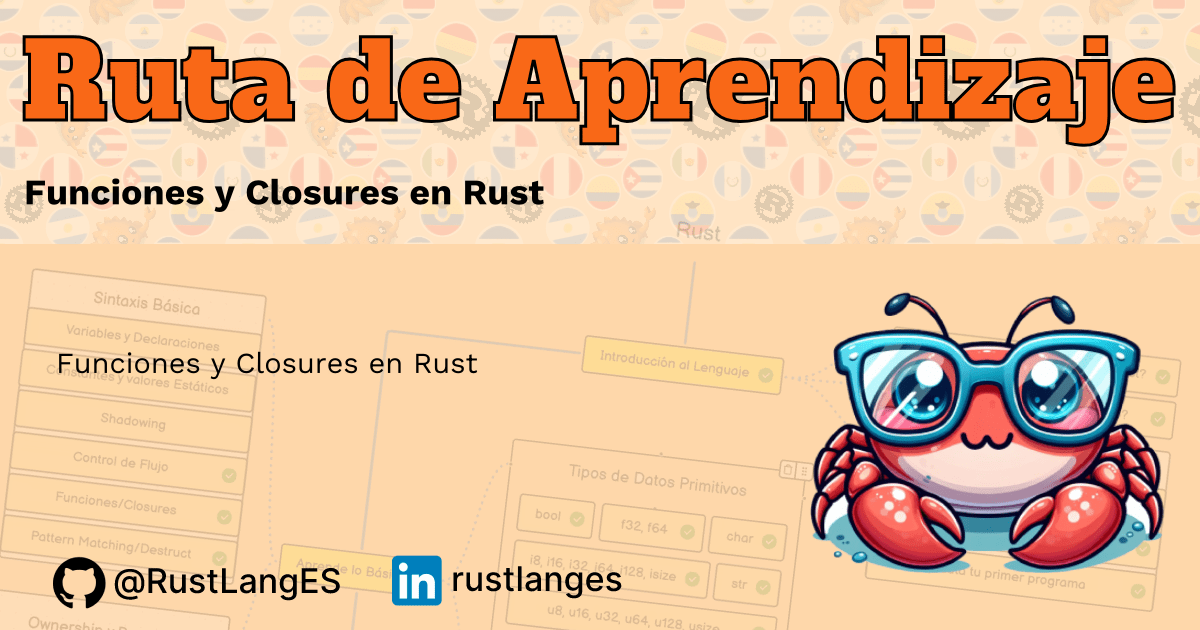 Ruta de Aprendizaje
Funciones y Closures en Rust
Rust
Sintaxis Básica
Variables y Declaraciones
Funciones y Closures en Rust
Constantes y valores Estáticos
Shadowing
Control de Flujo
Funciones/Closures
Pattern Matching/Destruct
Introducción al Lenguaje
Tipos de Datos Primitivos
bool
f32, f64
char
i8, i16, i32, i64, i128, isize
str
u8, u16, u32, u64, u128, usize
tu primer programa
@RustLangES
in
rustlanges